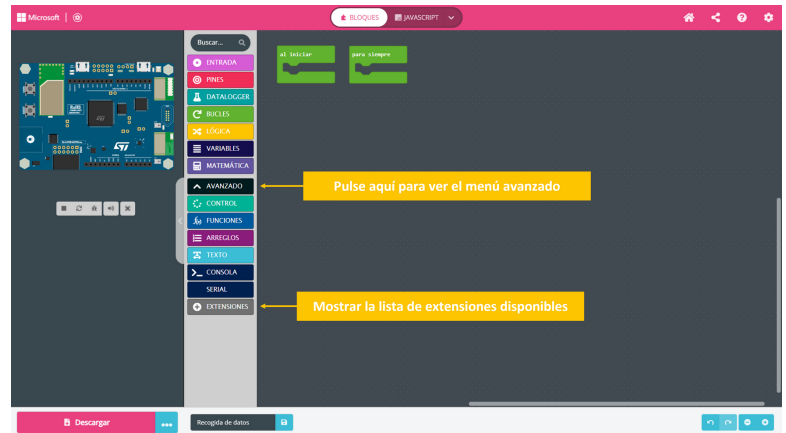 Microsoft
BLOQUES
JAVASCRIPT
Buscar...
ENTRADA
PINES
DATALOGGER
BUCLES
LÓGICA
VARIABLES
MATEMÁTICA
AVANZADO
CONTROL
FUNCIONES
ARREGLOS
TEXTO
CONSOLA
SERIAL
EXTENSIONES
al iniciar
para siempre
Pulse aquí para ver el menú avanzado
Mostrar la lista de extensiones disponibles
Descargar
Recogida de datos